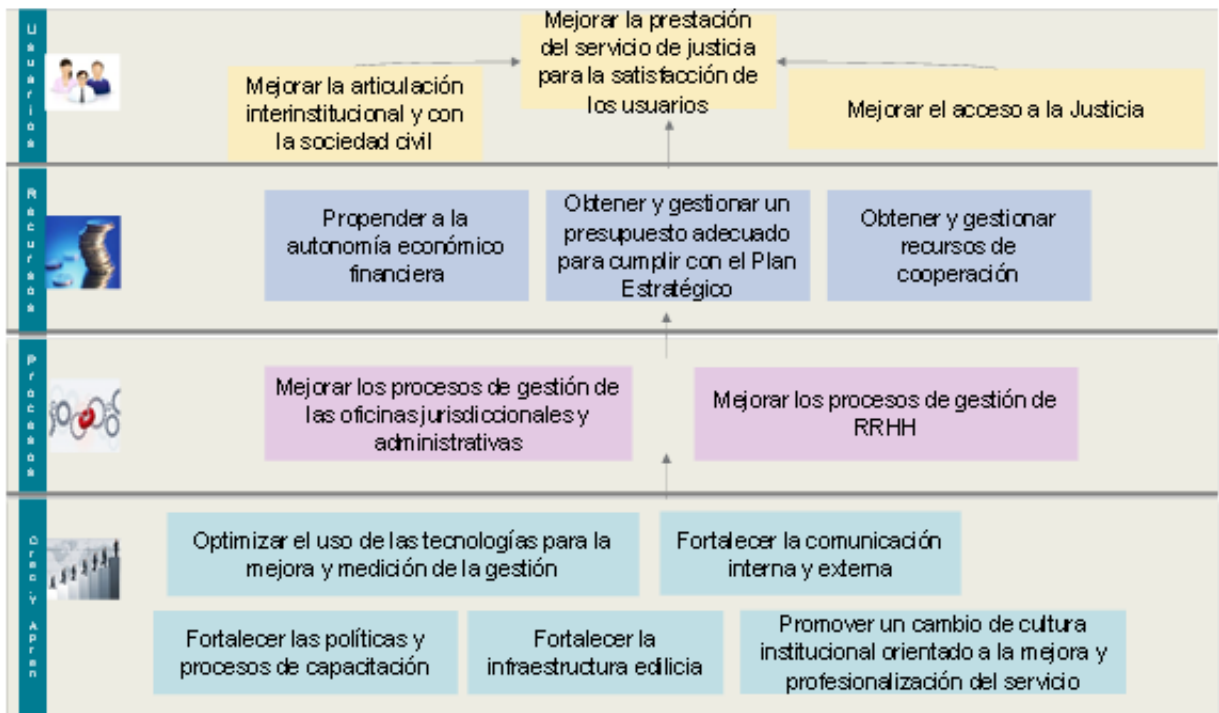 Usuarios
Mejorar la prestación
del servicio de justicia
para la satisfacción de
los usuarios
Mejorar la articulación
interinstitucional y con
la sociedad civil
Mejorar el acceso a la Justicia
Recursos
Propender a la
autonomía económico
financiera
Obtener y gestionar un
presupuesto adecuado
para cumplir con el Plan
Estratégico
Obtener y gestionar
recursos de
cooperación
Procesos
Mejorar los procesos de gestión de
las oficinas jurisdiccionales y
administrativas
Mejorar los procesos de gestión de
RRHH
Crec y Apren
Optimizar el uso de las tecnologías para la
mejora y medición de la gestión
Fortalecer la comunicación
interna y externa
Fortalecer las políticas y
procesos de capacitación
Fortalecer la
infraestructura edilicia
Promover un cambio de cultura
institucional orientado a la mejora y
profesionalización del servicio